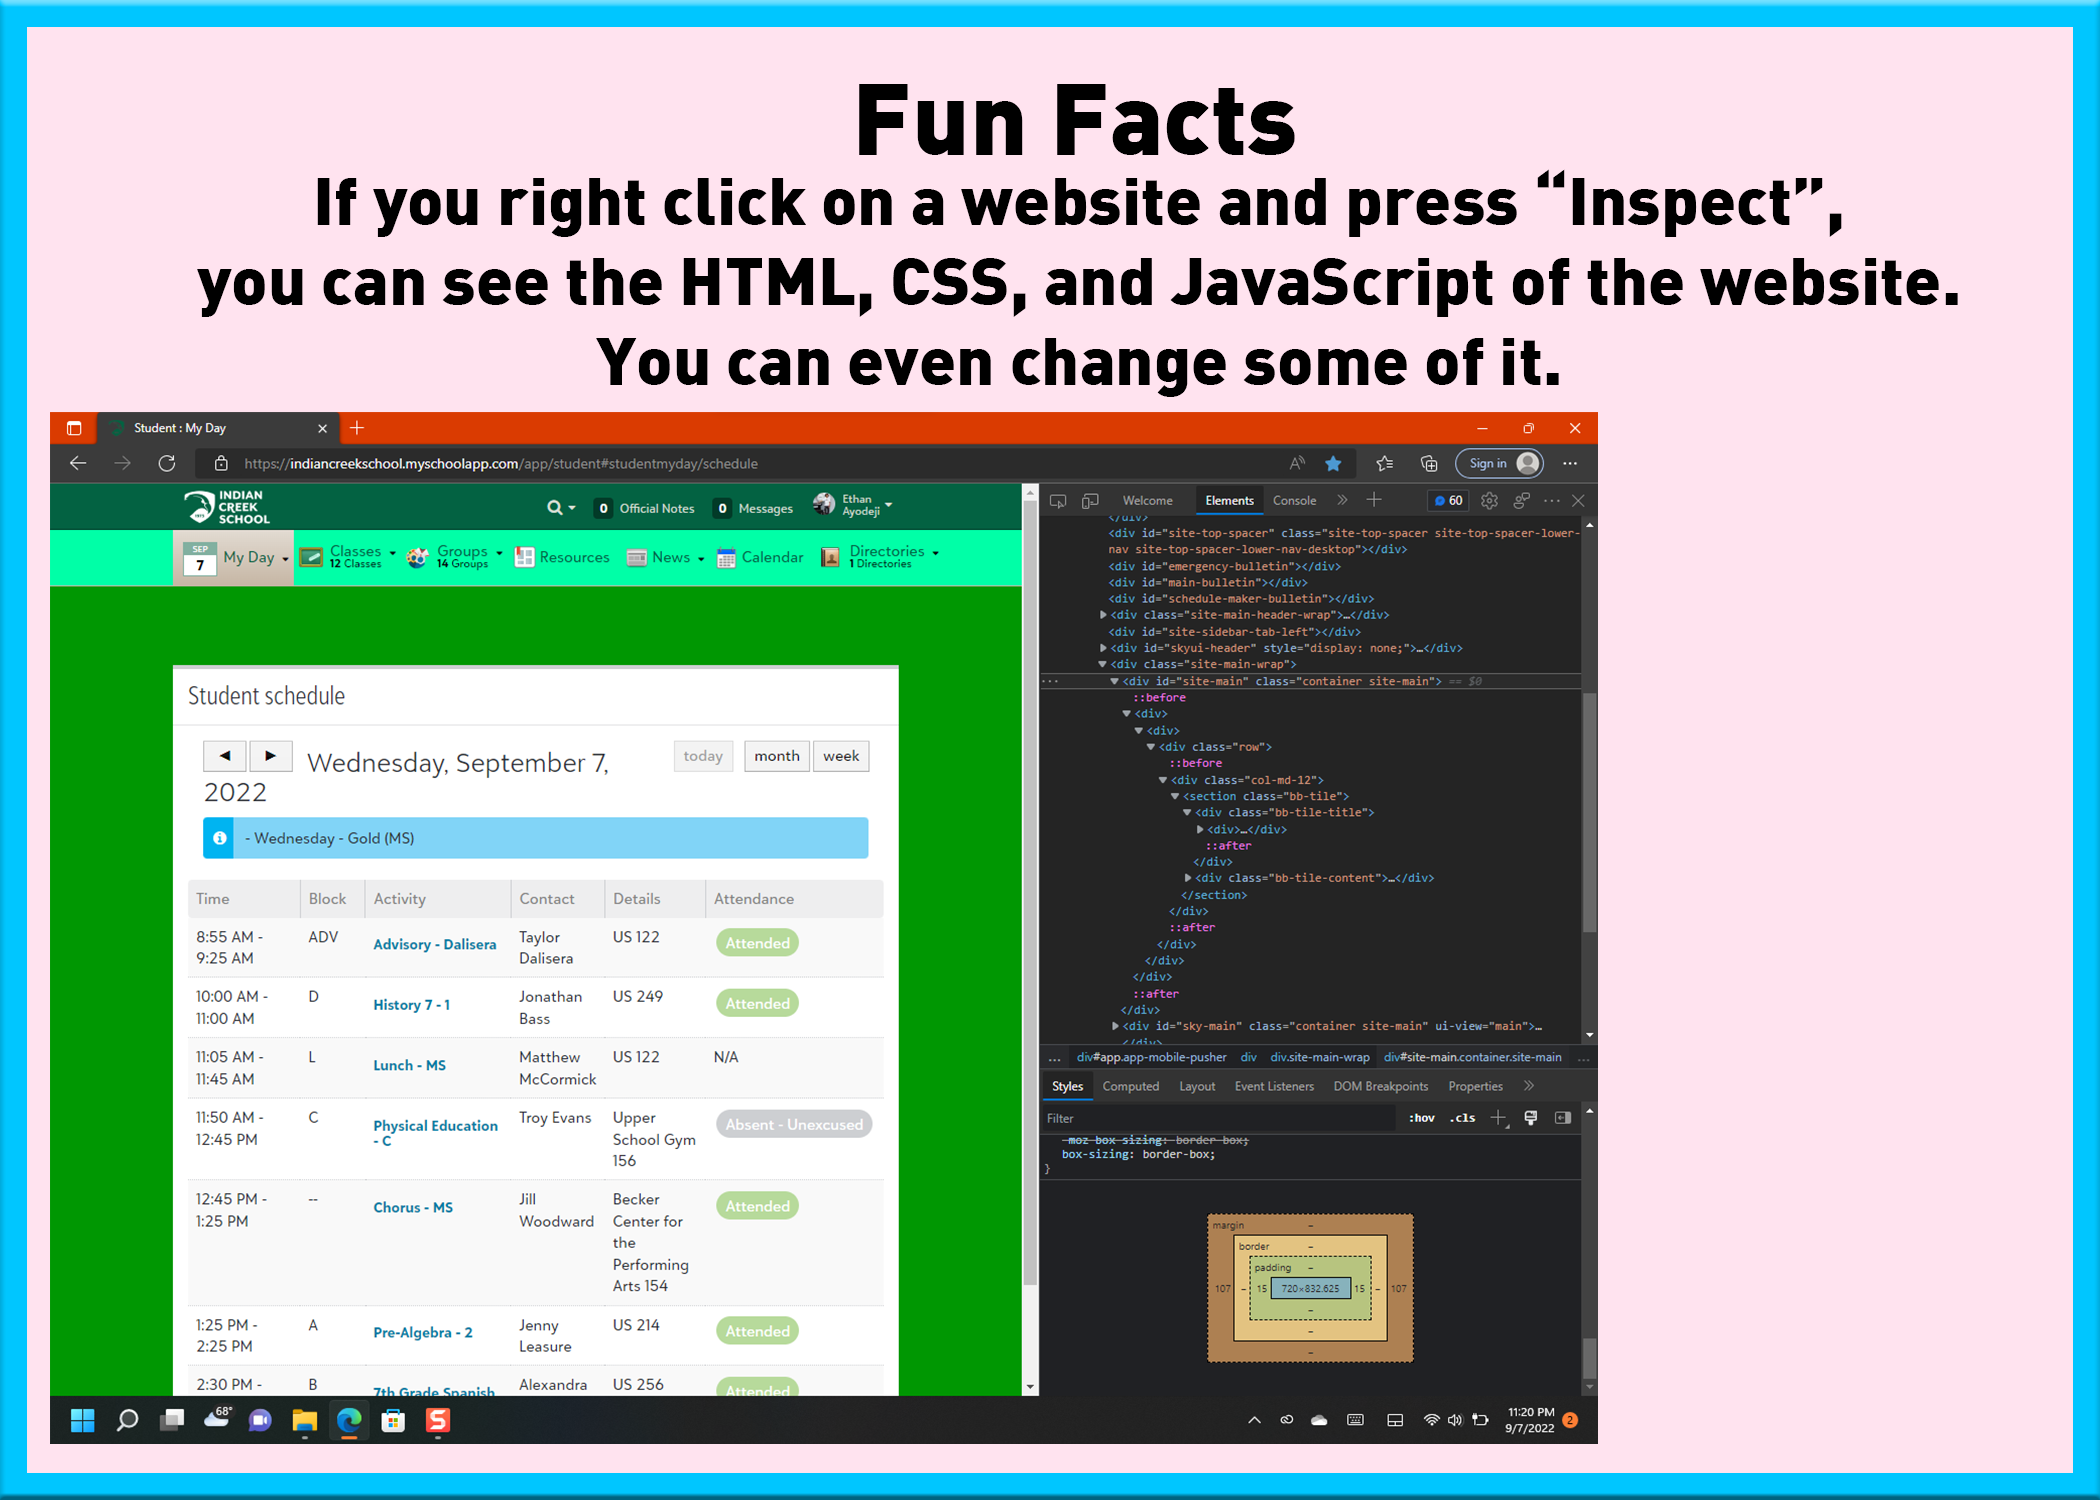 Fun Facts
If you right click on a website and press “Inspect”,
you can see the HTML, CSS, and JavaScript of the website.
You can even change some of it.
Student : My Day
https://indiancreekschool.myschoolapp.com/app/student#studentmyday/schedule
Sign in
INDIAN
CREEK
SCHOOL
0 Official Notes
0 Messages
Ethan
Ayodeji
SEP
7
My Day
Classes
12 Classes
Groups
14 Groups
Resources
News
Calendar
Directories
1 Directories
Student schedule
Wednesday, September 7,
2022
today month week
- Wednesday - Gold (MS)
Time Block Activity Contact Details Attendance
8:55 AM - ADV Advisory - Dalisera Taylor US 122 Attended
9:25 AM Dalisera
10:00 AM - D History 7 - 1 Jonathan US 249 Attended
11:00 AM Bass
11:05 AM - L Lunch - MS Matthew US 122 N/A
11:45 AM McCormick
11:50 AM - C Physical Education Troy Evans Upper Absent - Unexcused
12:45 PM - C School Gym
156
12:45 PM - -- Chorus - MS Jill Becker Attended
1:25 PM Woodward Center for
the
Performing
Arts 154
1:25 PM - A Pre-Algebra - 2 Jenny US 214 Attended
2:25 PM Leasure
2:30 PM - B 7th Grade Spanish Alexandra US 256 Attended
Welcome Elements Console 60
</div>
<div id="site-top-spacer" class="site-top-spacer site-top-spacer-lower-
nav site-top-spacer-lower-nav-desktop"></div>
<div id="emergency-bulletin"></div>
<div id="main-bulletin"></div>
<div id="schedule-maker-bulletin"></div>
<div class="site-main-header-wrap">…</div>
<div id="site-sidebar-tab-left"></div>
<div id="skyui-header" style="display: none;">…</div>
<div class="site-main-wrap">
<div id="site-main" class="container site-main"> == $0
::before
<div>
<div>
<div class="row">
::before
<div class="col-md-12">
<section class="bb-tile">
<div class="bb-tile-title">
<div>…</div>
::after
</div>
<div class="bb-tile-content">…</div>
</section>
</div>
::after
</div>
</div>
</div>
::after
</div>
<div id="sky-main" class="container site-main" ui-view="main">…
</div>
... div#app.app-mobile-pusher div div.site-main-wrap div#site-main.container.site-main ...
Styles Computed Layout Event Listeners DOM Breakpoints Properties
Filter :hov .cls
-moz-box-sizing: border-box;
box-sizing: border-box;
}
margin –
border –
padding –
107 – 15 720×832.625 15 – 107
–
–
–
68°
11:20 PM
9/7/2022
2